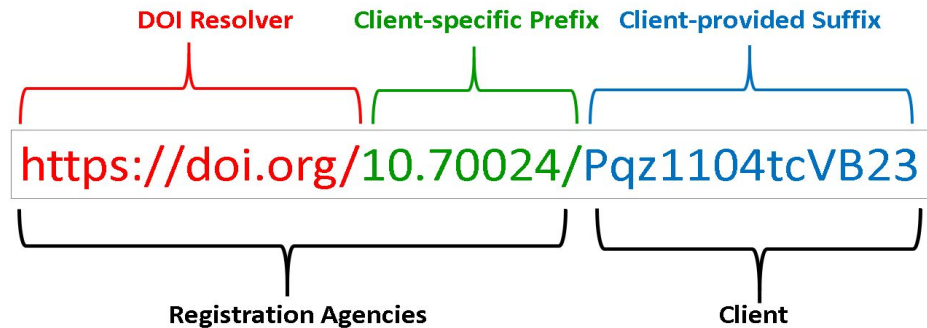 DOI Resolver Client-specific Prefix Client-provided Suffix
https://doi.org/10.70024/Pqz1104tcVB23
Registration Agencies Client